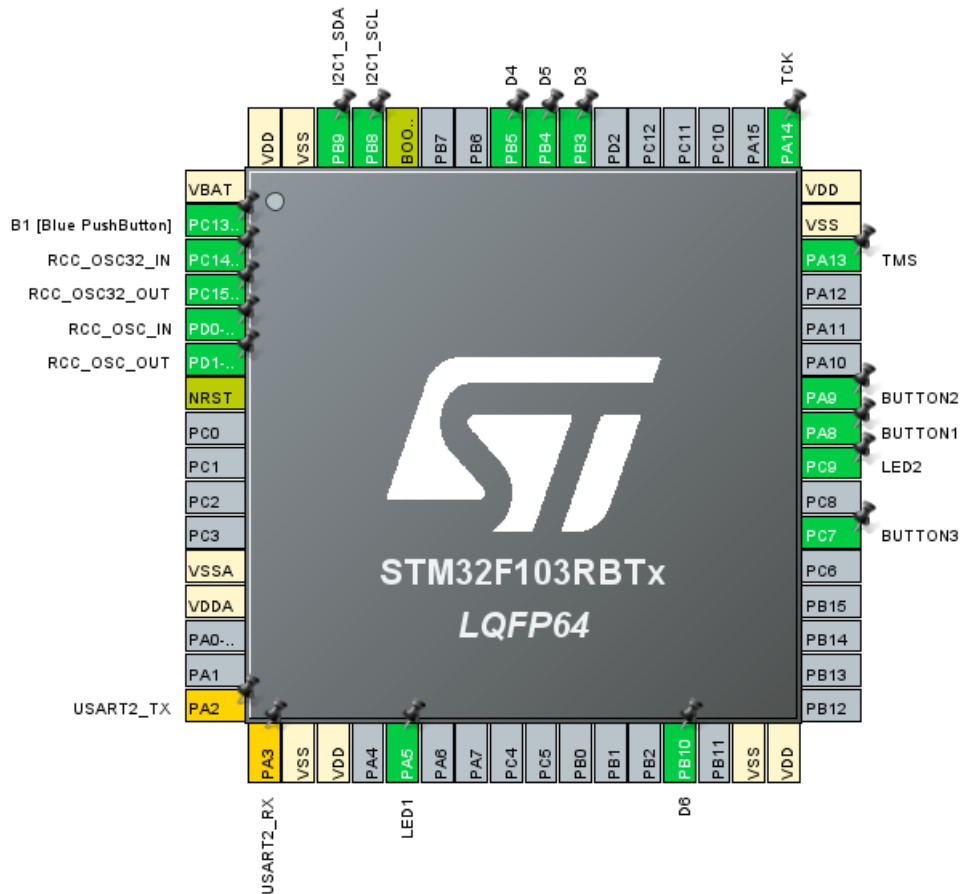 I2C1_SDA
I2C1_SCL
D4
D5
D3
TCK
VDD
VSS
PB9
PB8
BOO..
PB7
PB6
PB5
PB4
PB3
PD2
PC12
PC11
PC10
PA15
PA14
VBAT
B1 [Blue PushButton] PC13..
RCC_OSC32_IN PC14..
RCC_OSC32_OUT PC15..
RCC_OSC_IN PD0-..
RCC_OSC_OUT PD1-..
NRST
PC0
PC1
PC2
PC3
VSSA
VDDA
PA0-..
PA1
USART2_TX PA2
ST
STM32F103RBTx
LQFP64
VDD
VSS
PA13 TMS
PA12
PA11
PA10
PA9 BUTTON2
PA8 BUTTON1
PC9 LED2
PC8
PC7 BUTTON3
PC6
PB15
PB14
PB13
PB12
PA3
VSS
VDD
PA4
PA5
PA6
PA7
PC4
PC5
PB0
PB1
PB2
PB10
PB11
VSS
VDD
USART2_RX
LED1
D6